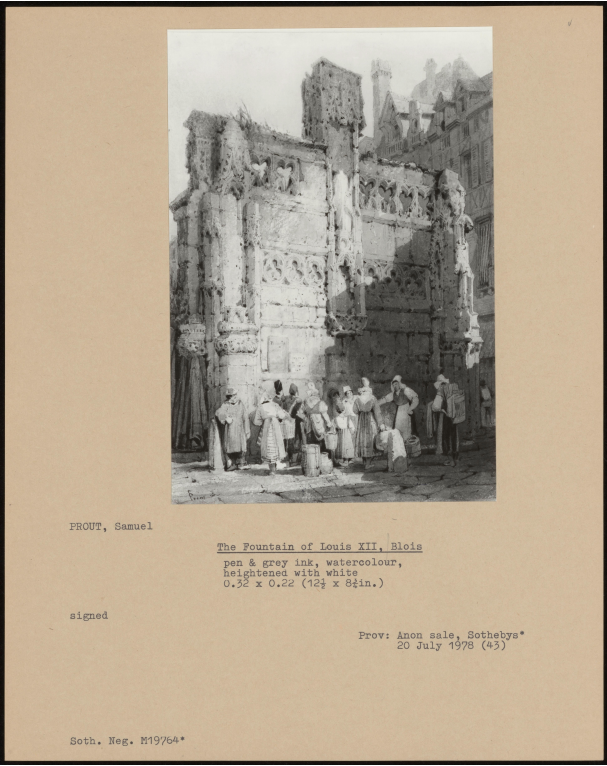 Prout
PROUT, Samuel
The Fountain of Louis XII, Blois
pen & grey ink, watercolour,
heightened with white
0.32 x 0.22 (12½ x 8¾in.)
signed
Prov: Anon sale, Sothebys*
20 July 1978 (43)
Soth. Neg. M19764*